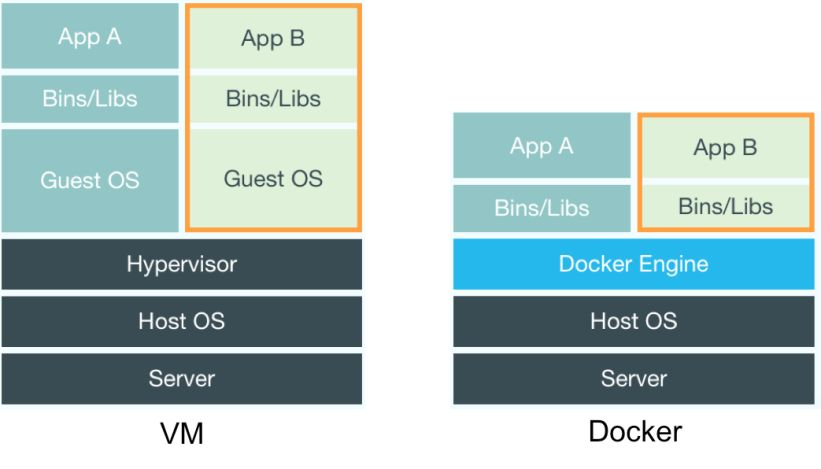 App A
App B
Bins/Libs
Bins/Libs
Guest OS
Guest OS
Hypervisor
Host OS
Server
VM
App A
App B
Bins/Libs
Bins/Libs
Docker Engine
Host OS
Server
Docker